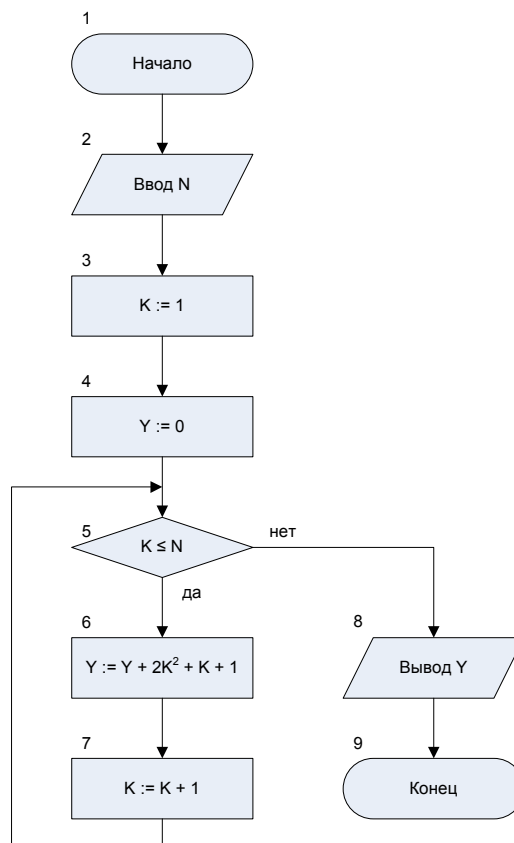 1
Начало
2
Ввод N
3
K := 1
4
Y := 0
5
K ≤ N
нет
да
6
Y := Y + 2K² + K + 1
7
K := K + 1
8
Вывод Y
9
Конец